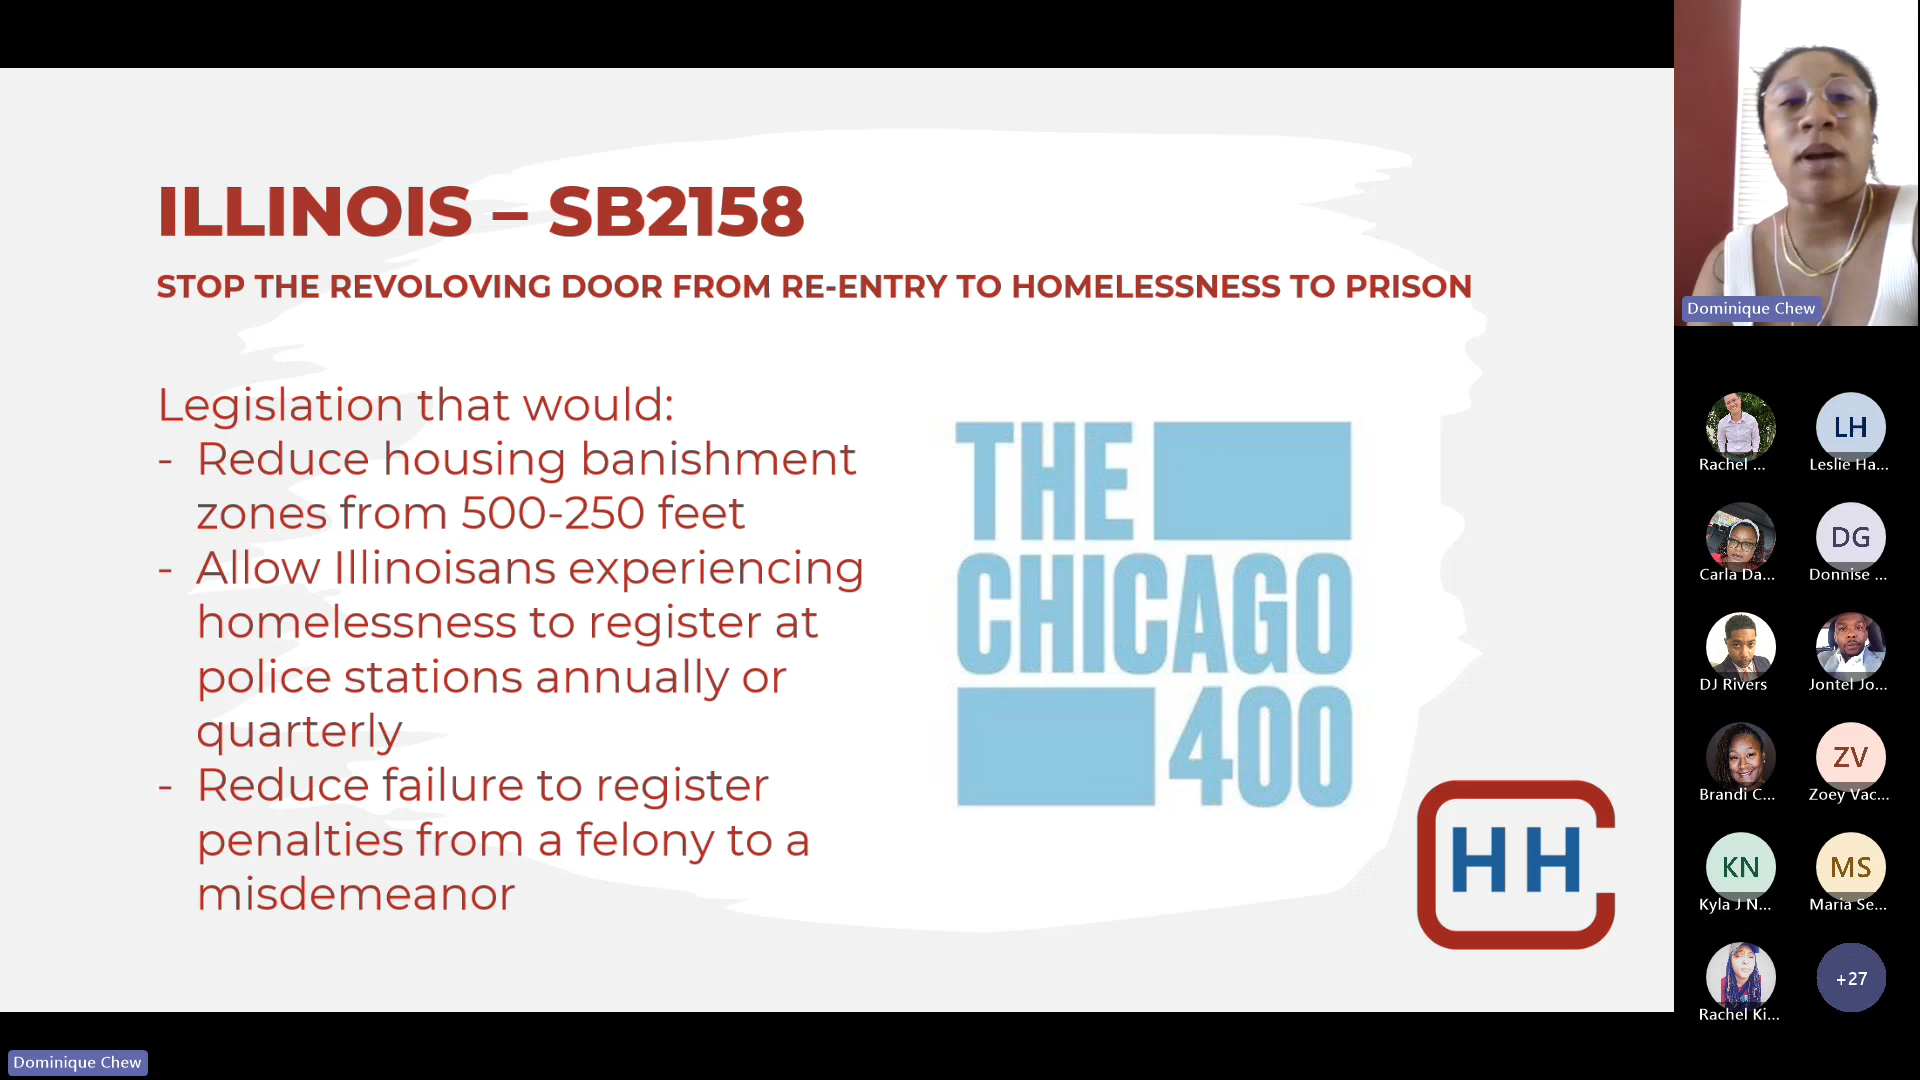 ILLINOIS – SB2158
STOP THE REVOLOVING DOOR FROM RE-ENTRY TO HOMELESSNESS TO PRISON
Legislation that would:
- Reduce housing banishment
zones from 500-250 feet
- Allow Illinoisans experiencing
homelessness to register at
police stations annually or
quarterly
- Reduce failure to register
penalties from a felony to a
misdemeanor
THE
CHICAGO
400
HH
Dominique Chew
Rachel ...
LH
Leslie Ha...
Carla Da...
DG
Donnise ...
DJ Rivers
Jontel Jo...
Brandi C...
ZV
Zoey Vac...
KN
Kyla J N...
MS
Maria Se...
Rachel Ki...
+27
Dominique Chew